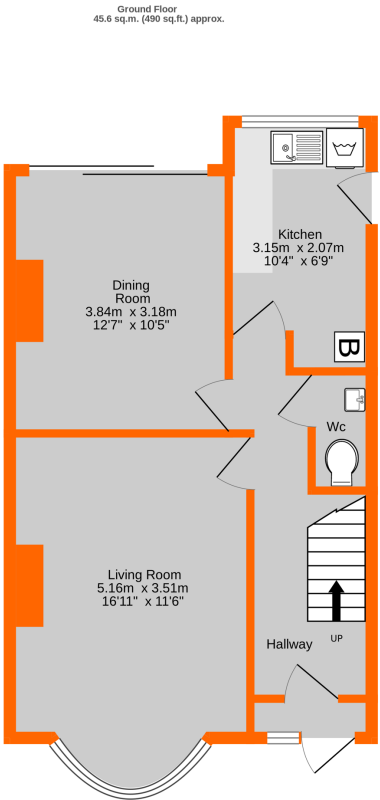 Ground Floor
45.6 sq.m. (490 sq.ft.) approx.
Kitchen
3.15m x 2.07m
10'4" x 6'9"
Dining
Room
3.84m x 3.18m
12'7" x 10'5"
B
Wc
Living Room
5.16m x 3.51m
16'11" x 11'6"
Hallway
UP